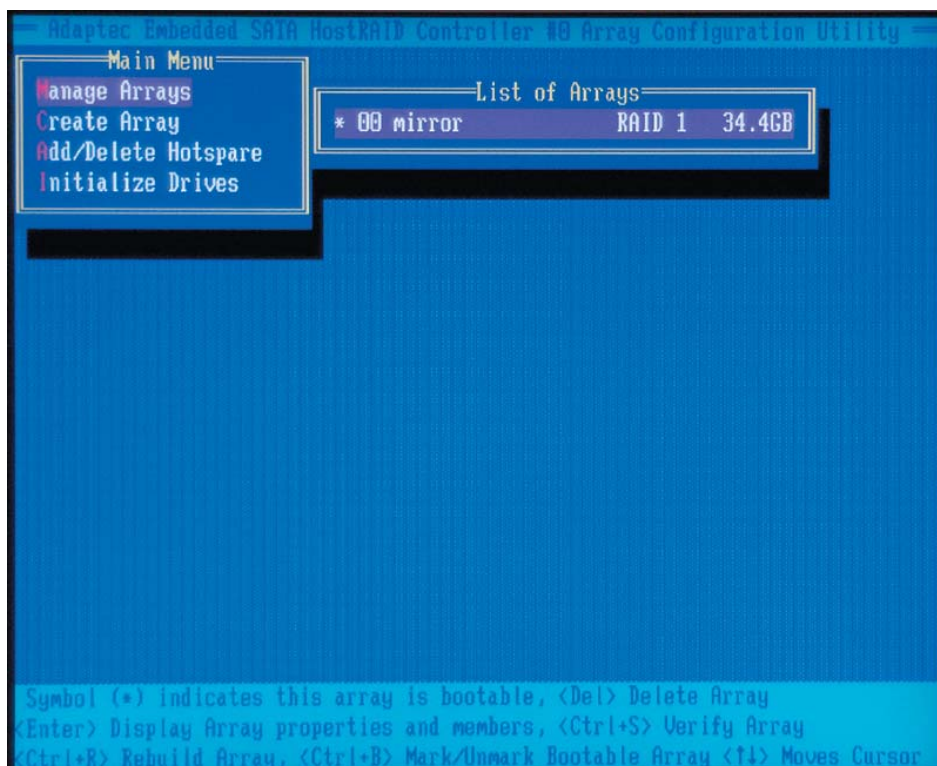 Adaptec Embedded SATA HostRAID Controller #0 Array Configuration Utility
Main Menu
Manage Arrays
Create Array
Add/Delete Hotspare
Initialize Drives
List of Arrays
* 00 mirror RAID 1 34.4GB
Symbol (*) indicates this array is bootable, <Del> Delete Array
<Enter> Display Array properties and members, <Ctrl+S> Verify Array
<Ctrl+R> Rebuild Array, <Ctrl+B> Mark/Unmark Bootable Array <↑↓> Moves Cursor